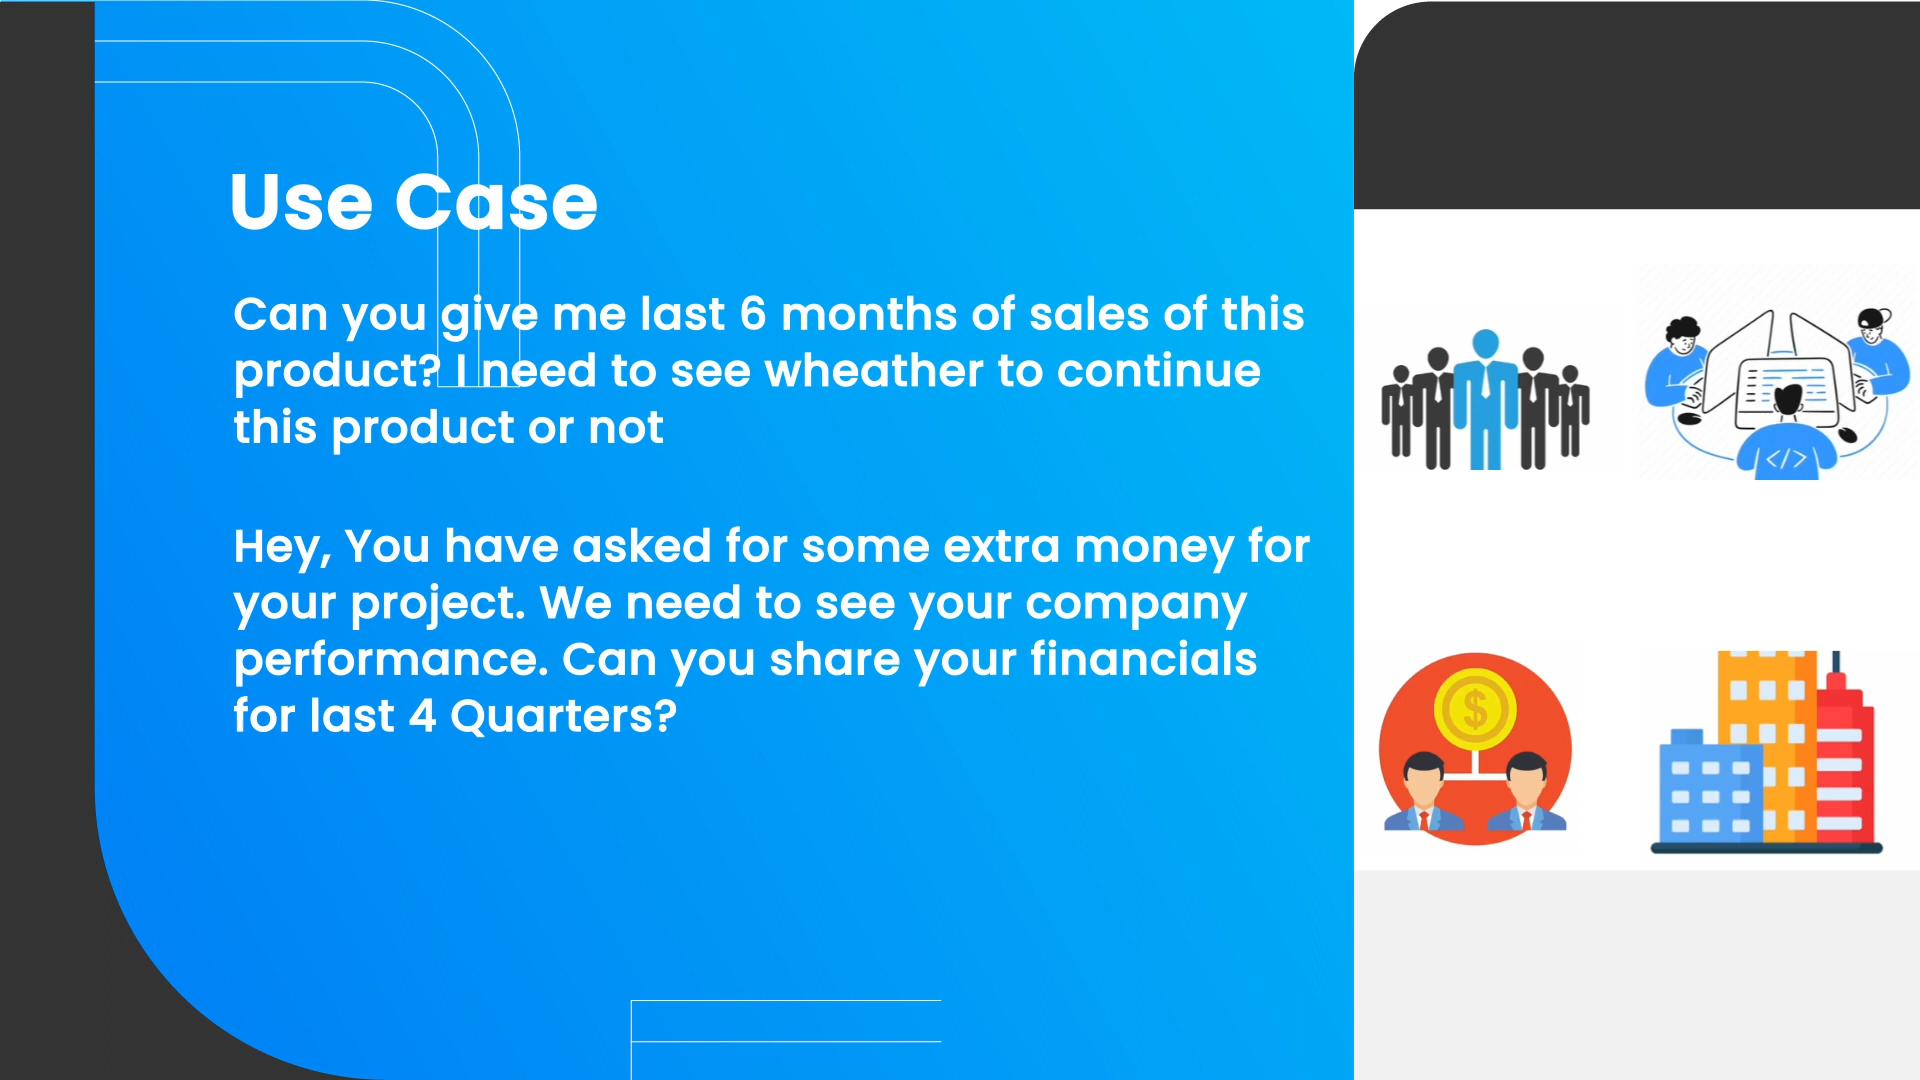 Use Case
Can you give me last 6 months of sales of this
product? I need to see wheather to continue
this product or not
Hey, You have asked for some extra money for
your project. We need to see your company
performance. Can you share your financials
for last 4 Quarters?
$
</>